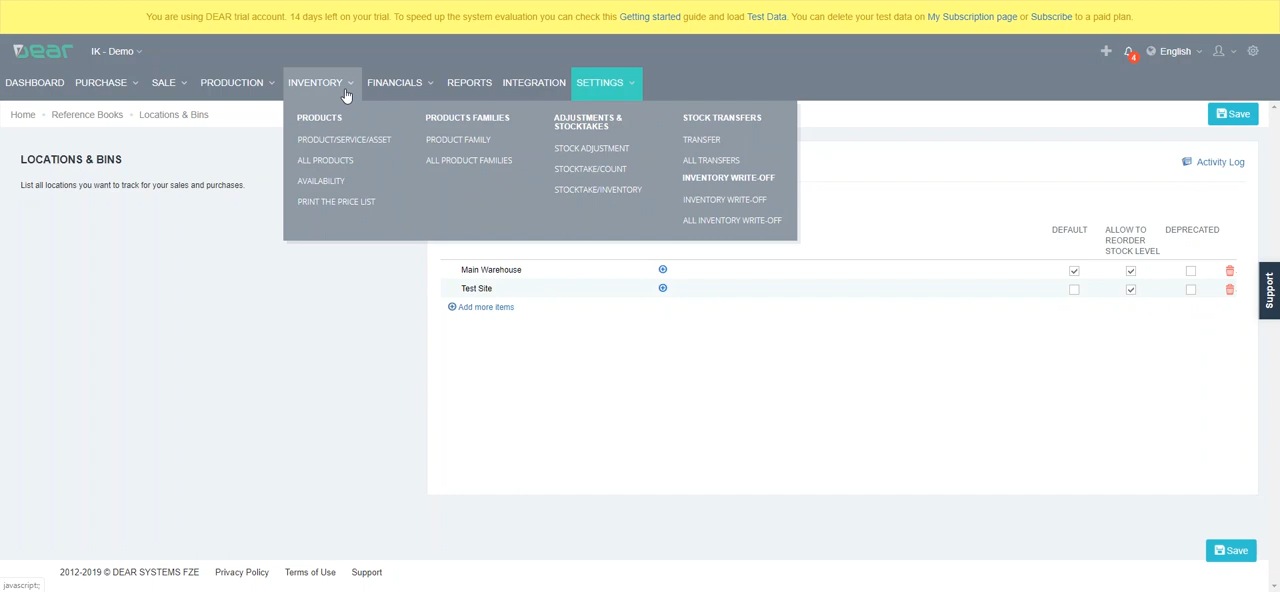 You are using DEAR trial account. 14 days left on your trial. To speed up the system evaluation you can check this Getting started guide and load Test Data. You can delete your test data on My Subscription page or Subscribe to a paid plan.
DEAR IK - Demo 4 English
DASHBOARD PURCHASE SALE PRODUCTION INVENTORY FINANCIALS REPORTS INTEGRATION SETTINGS
Home Reference Books Locations & Bins Save
PRODUCTS
PRODUCT/SERVICE/ASSET
ALL PRODUCTS
AVAILABILITY
PRINT THE PRICE LIST
PRODUCTS FAMILIES
PRODUCT FAMILY
ALL PRODUCT FAMILIES
ADJUSTMENTS &
STOCKTAKES
STOCK ADJUSTMENT
STOCKTAKE/COUNT
STOCKTAKE/INVENTORY
STOCK TRANSFERS
TRANSFER
ALL TRANSFERS
INVENTORY WRITE-OFF
INVENTORY WRITE-OFF
ALL INVENTORY WRITE-OFF
LOCATIONS & BINS
List all locations you want to track for your sales and purchases.
Activity Log
DEFAULT
ALLOW TO
REORDER
STOCK LEVEL
DEPRECATED
Main Warehouse
Test Site
Add more items
Support
Save
2012-2019 © DEAR SYSTEMS FZE Privacy Policy Terms of Use Support
javascript:;